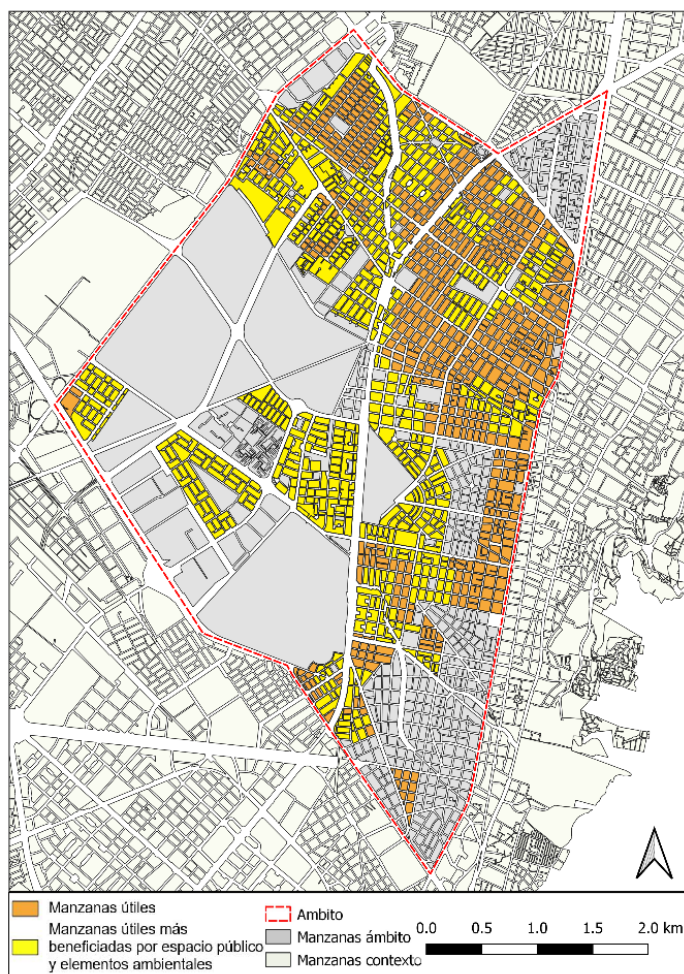 Manzanas útiles
Manzanas útiles más
beneficiadas por espacio público
y elementos ambientales
Ambito
Manzanas ámbito
Manzanas contexto
0.0 0.5 1.0 1.5 2.0 km